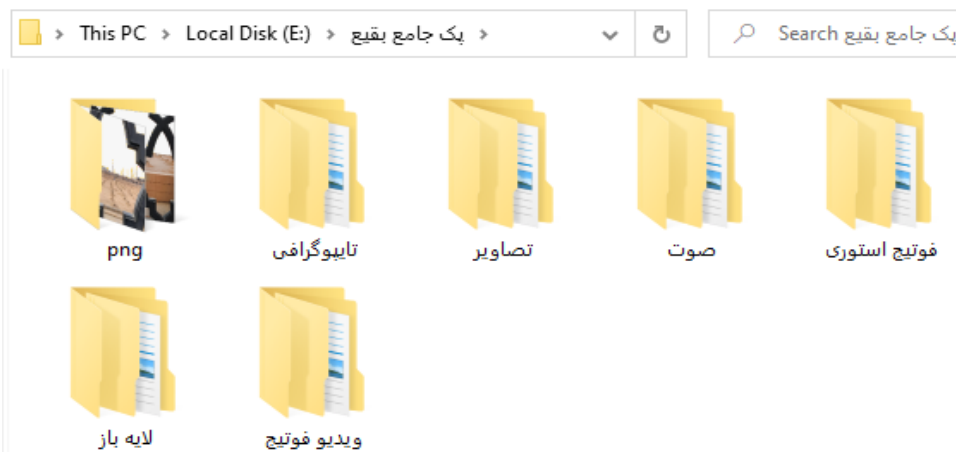 This PC > Local Disk (E:) > پک جامع بقیع >
Search پک جامع بقیع
png
تایپوگرافی
تصاویر
صوت
فوتیج استوری
لایه باز
ویدیو فوتیج